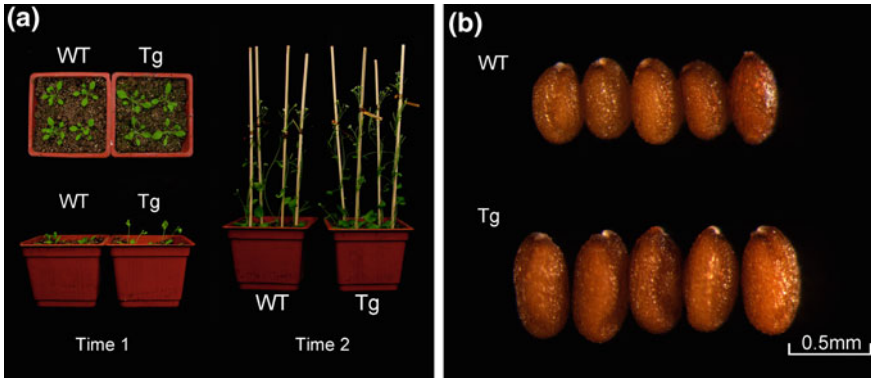 (a)
WT Tg
WT Tg
WT Tg
Time 1 Time 2
(b)
WT
Tg
0.5mm